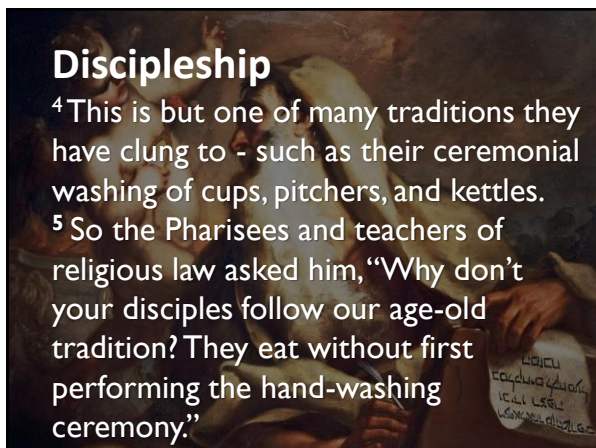 Discipleship
⁴ This is but one of many traditions they
have clung to - such as their ceremonial
washing of cups, pitchers, and kettles.
⁵ So the Pharisees and teachers of
religious law asked him, “Why don’t
your disciples follow our age-old
tradition? They eat without first
performing the hand-washing
ceremony.”